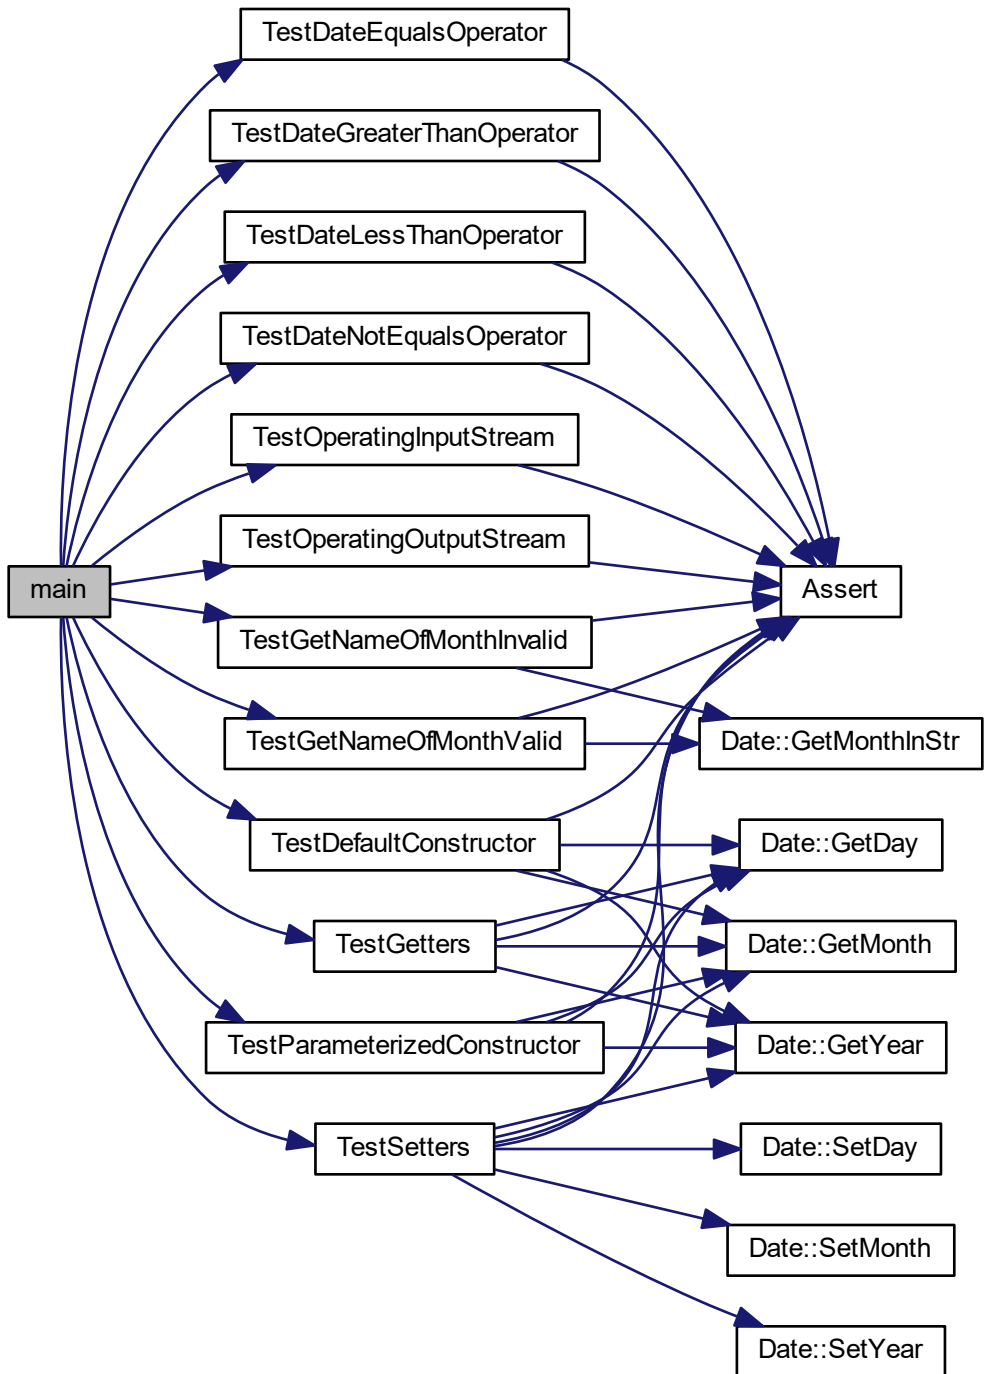 TestDateEqualsOperator
TestDateGreaterThanOperator
TestDateLessThanOperator
TestDateNotEqualsOperator
TestOperatingInputStream
TestOperatingOutputStream
main
Assert
TestGetNameOfMonthInvalid
TestGetNameOfMonthValid
Date::GetMonthInStr
TestDefaultConstructor
Date::GetDay
TestGetters
Date::GetMonth
TestParameterizedConstructor
Date::GetYear
TestSetters
Date::SetDay
Date::SetMonth
Date::SetYear